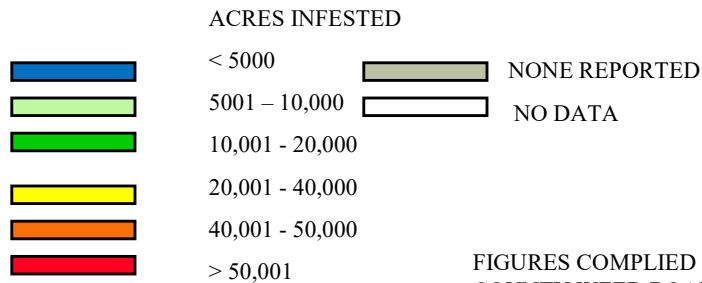 ACRES INFESTED
< 5000
NONE REPORTED
5001 – 10,000
NO DATA
10,001 - 20,000
20,001 - 40,000
40,001 - 50,000
> 50,001
FIGURES COMPLIED